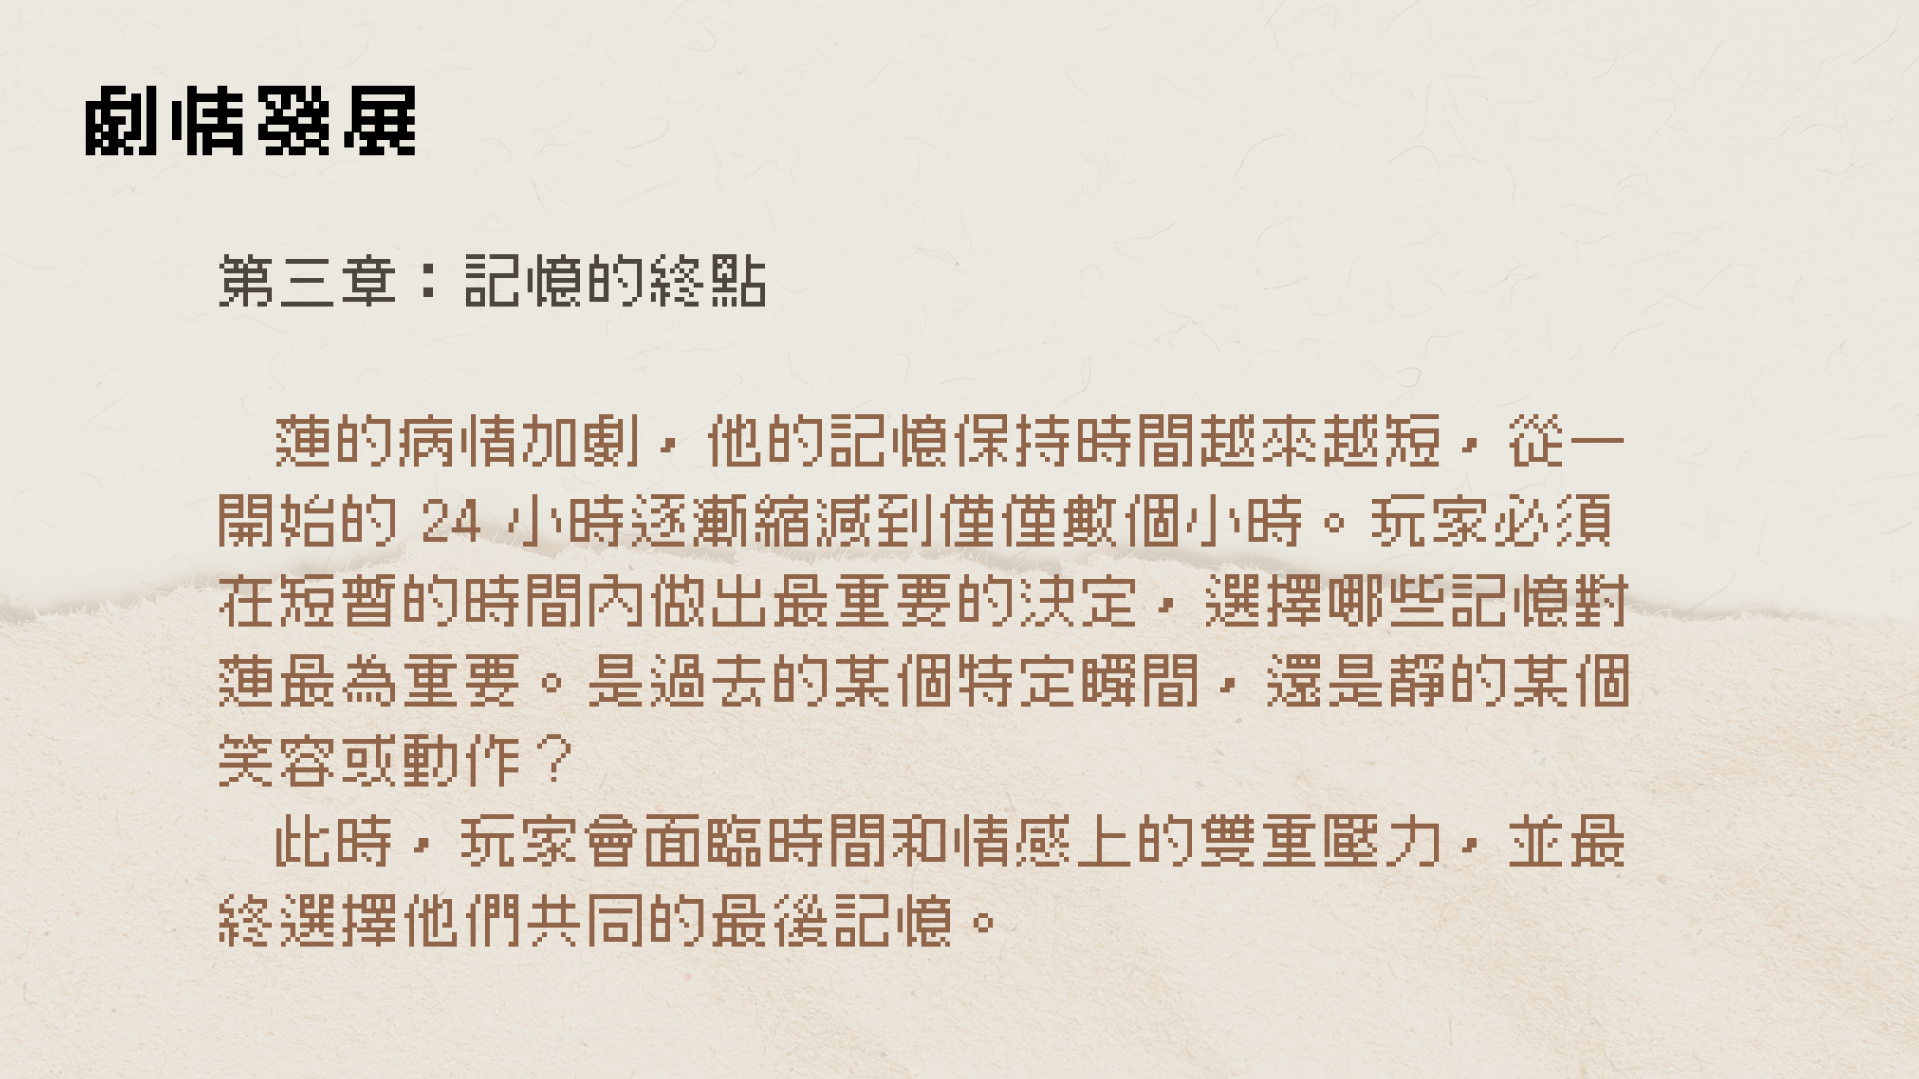 劇情發展
第三章：記憶的終點
蓮的病情加劇，他的記憶保持時間越來越短，從一
開始的 24 小時逐漸縮減到僅僅數個小時。玩家必須
在短暫的時間內做出最重要的決定，選擇哪些記憶對
蓮最為重要。是過去的某個特定瞬間，還是靜的某個
笑容或動作？
此時，玩家會面臨時間和情感上的雙重壓力，並最
終選擇他們共同的最後記憶。